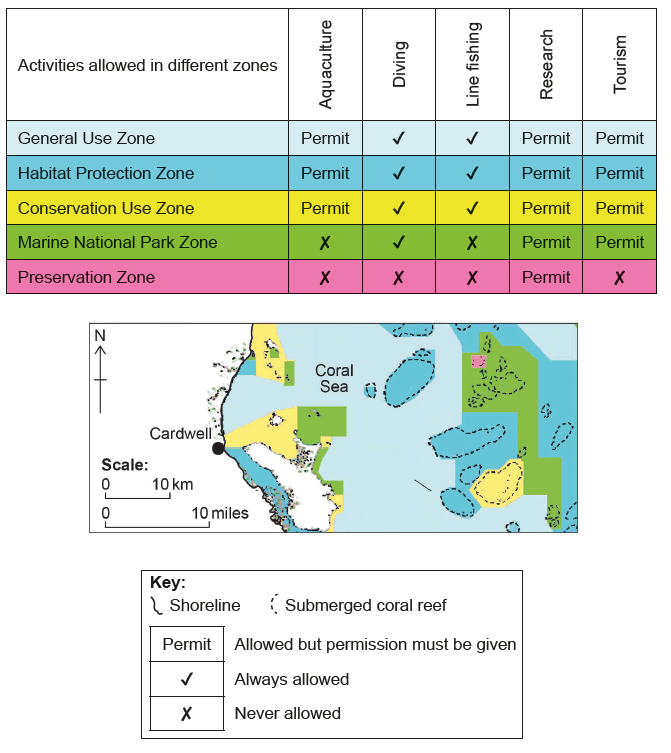 Activities allowed in different zones Aquaculture Diving Line fishing Research Tourism
General Use Zone Permit ✓ ✓ Permit Permit
Habitat Protection Zone Permit ✓ ✓ Permit Permit
Conservation Use Zone Permit ✓ ✓ Permit Permit
Marine National Park Zone ✗ ✓ ✗ Permit Permit
Preservation Zone ✗ ✗ ✗ Permit ✗
N
Coral
Sea
Cardwell
Scale:
0 10 km
0 10 miles
Key:
Shoreline Submerged coral reef
Permit Allowed but permission must be given
✓ Always allowed
✗ Never allowed